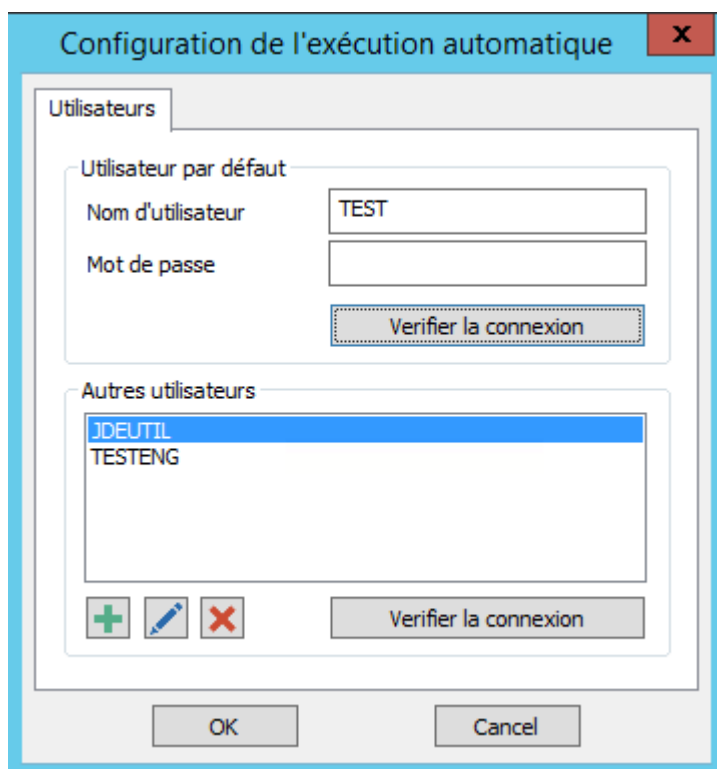 Configuration de l'exécution automatique
x
Utilisateurs
Utilisateur par défaut
Nom d'utilisateur TEST
Mot de passe
Verifier la connexion
Autres utilisateurs
JDEUTIL
TESTENG
Verifier la connexion
OK Cancel